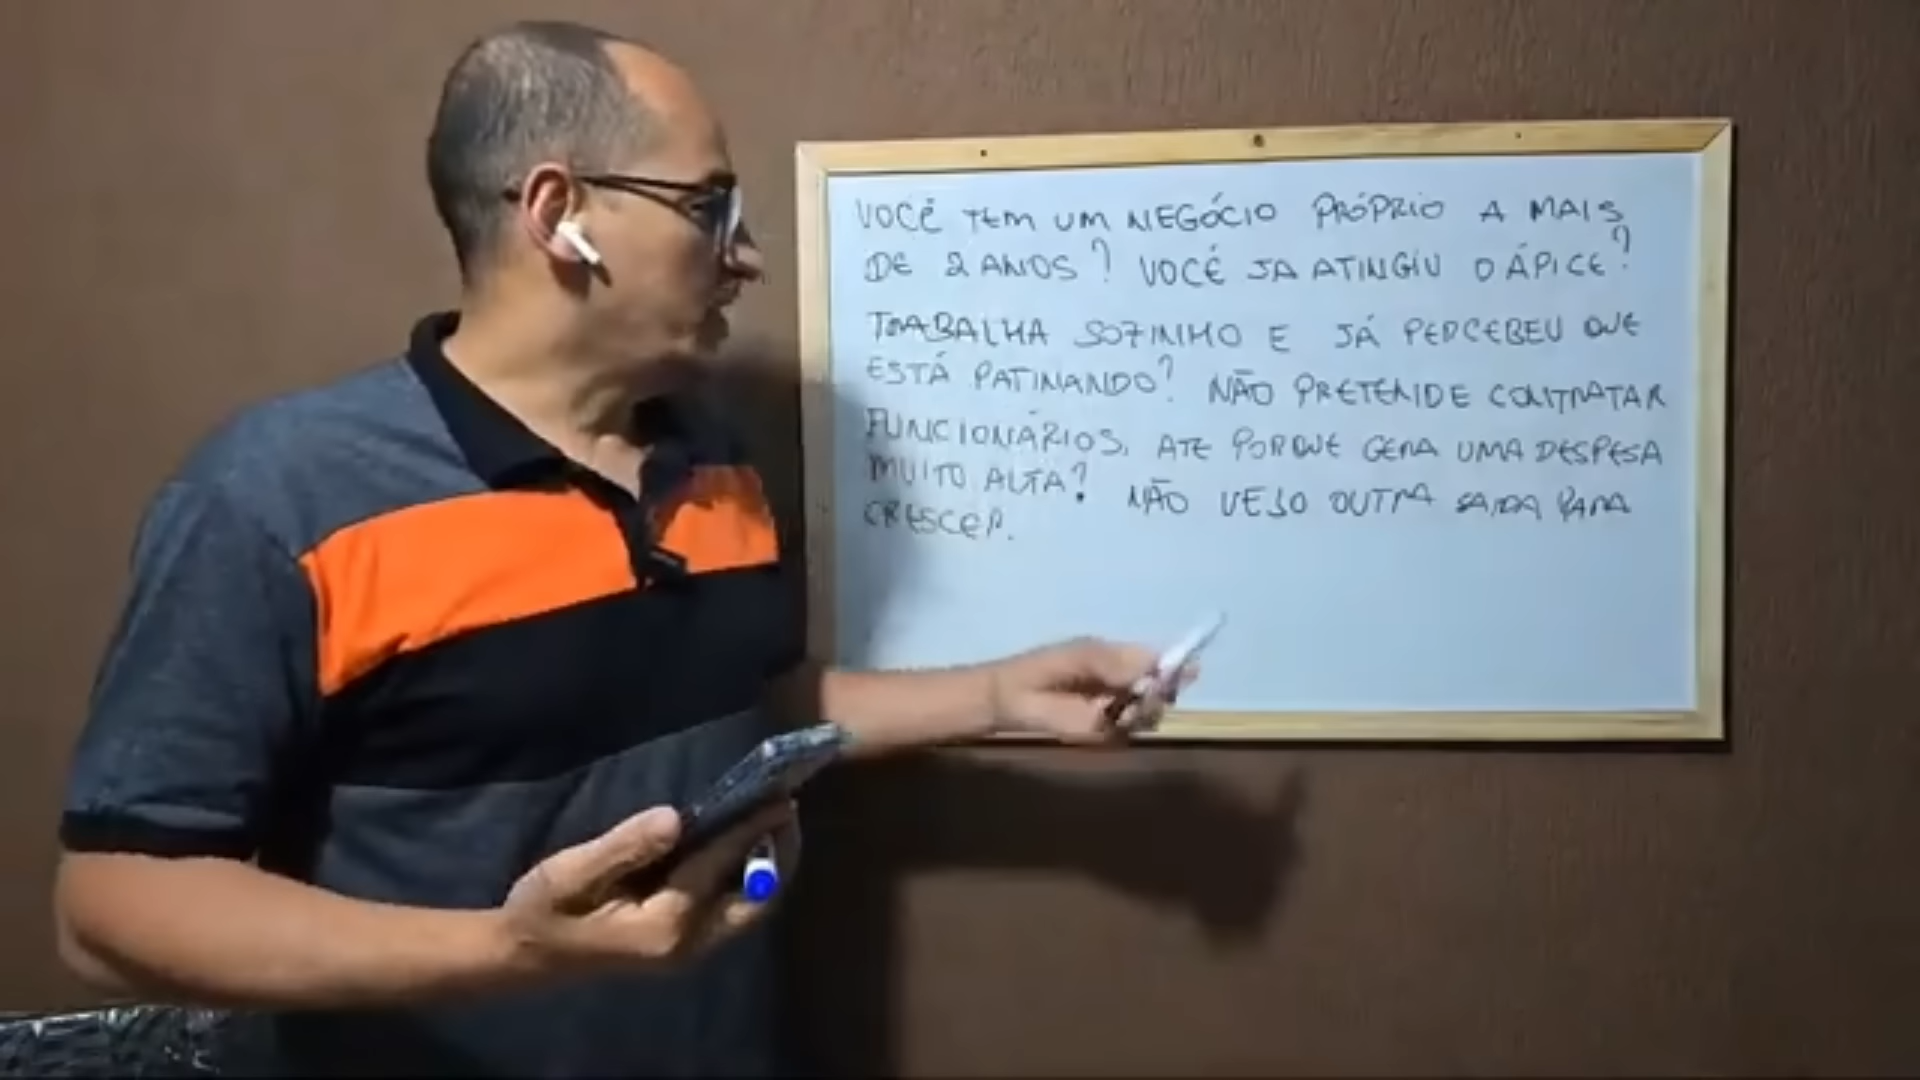 VOCÊ TEM UM NEGÓCIO PRÓPRIO A MAIS
DE 2 ANOS? VOCÊ JA ATINGIU O ÁPICE?
TRABALHA SOZINHO E JÁ PERCEBEU QUE
ESTÁ PATINANDO? NÃO PRETENDE CONTRATAR
FUNCIONÁRIOS, ATE PORQUE GERA UMA DESPESA
MUITO ALTA? NÃO VEJO OUTRA SAIDA PARA
CRESCER.